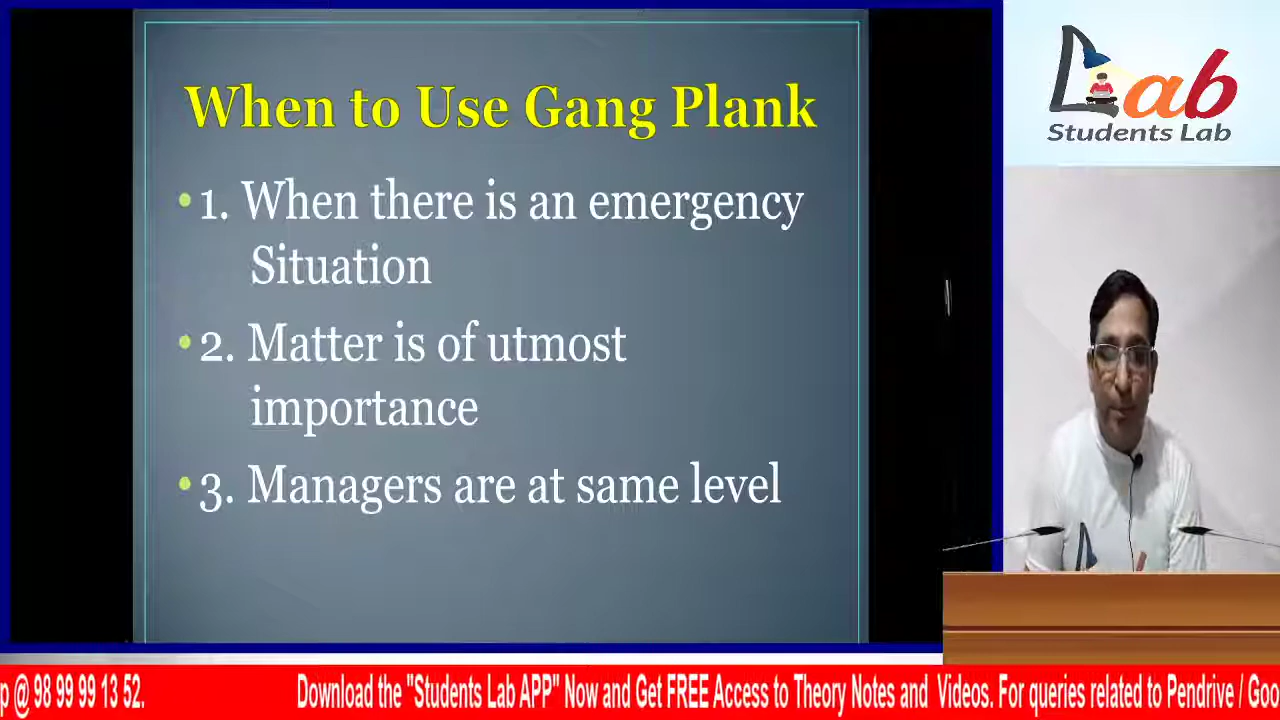 When to Use Gang Plank
• 1. When there is an emergency
Situation
• 2. Matter is of utmost
importance
• 3. Managers are at same level
Lab
Students Lab
p @ 98 99 99 13 52. Download the "Students Lab APP" Now and Get FREE Access to Theory Notes and Videos. For queries related to Pendrive / Goo